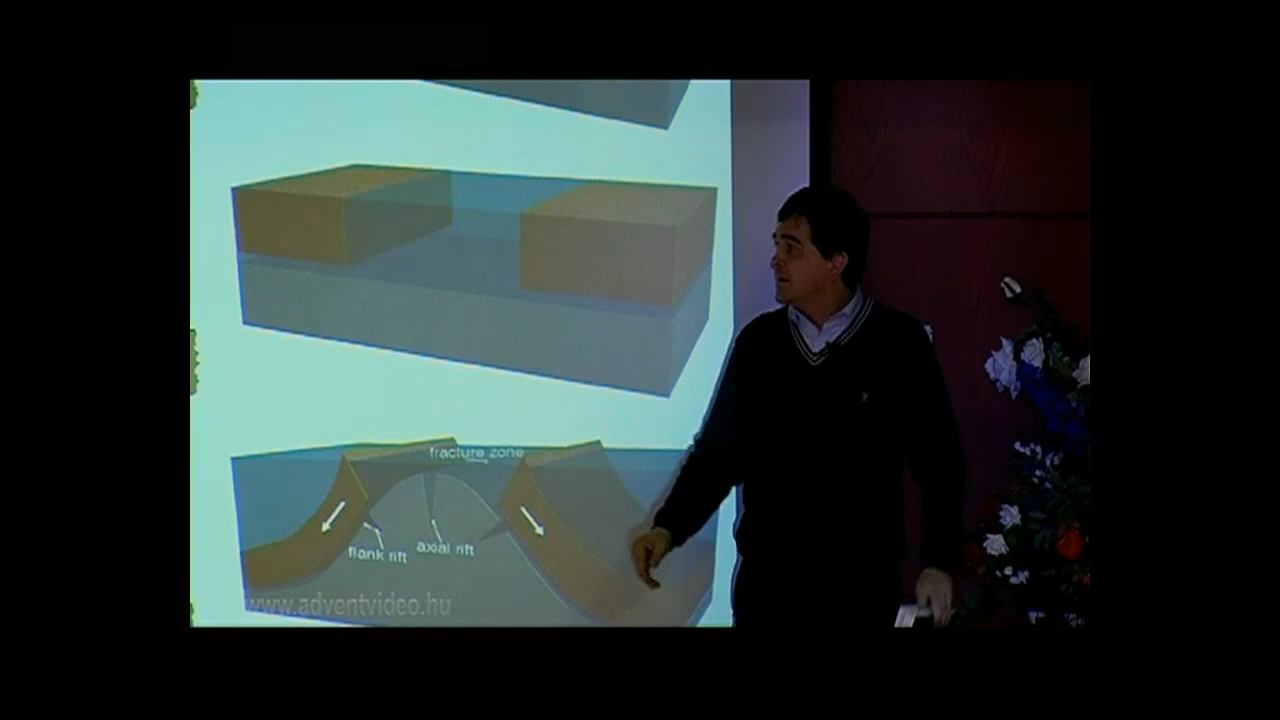 fracture zone
flank rift
axial rift
www.adventvideo.hu